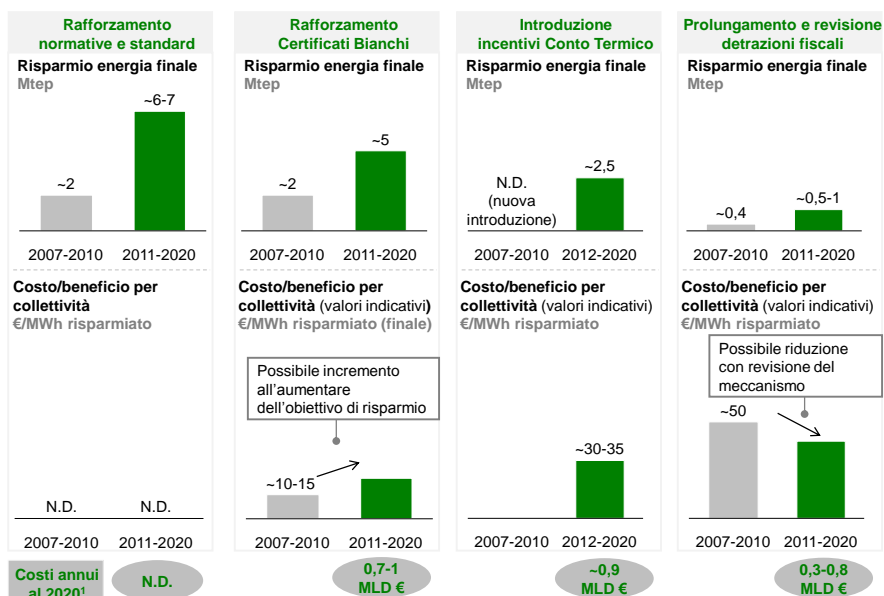 Rafforzamento
normative e standard
Risparmio energia finale
Mtep
~6-7
~2
2007-2010 2011-2020
Costo/beneficio per
collettività
€/MWh risparmiato
N.D. N.D.
2007-2010 2011-2020
Costi annui
al 2020¹
N.D.
Rafforzamento
Certificati Bianchi
Risparmio energia finale
Mtep
~5
~2
2007-2010 2011-2020
Costo/beneficio per
collettività (valori indicativi)
€/MWh risparmiato (finale)
Possibile incremento
all’aumentare
dell’obiettivo di risparmio
~10-15
2007-2010 2011-2020
0,7-1
MLD €
Introduzione
incentivi Conto Termico
Risparmio energia finale
Mtep
~2,5
N.D.
(nuova
introduzione)
2007-2010 2012-2020
Costo/beneficio per
collettività (valori indicativi)
€/MWh risparmiato
~30-35
2007-2010 2012-2020
~0,9
MLD €
Prolungamento e revisione
detrazioni fiscali
Risparmio energia finale
Mtep
~0,5-1
~0,4
2007-2010 2011-2020
Costo/beneficio per
collettività (valori indicativi)
€/MWh risparmiato
Possibile riduzione
con revisione del
meccanismo
~50
2007-2010 2011-2020
0,3-0,8
MLD €